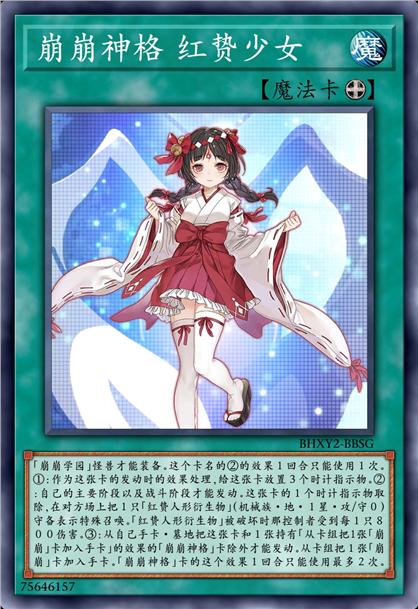 崩崩神格 红贽少女
魔
【魔法卡】
BHXY2-BBSG
「崩崩学园」怪兽才能装备。这个卡名的②的效果1回合只能使用1次。
①：作为这张卡的发动时的效果处理，给这张卡放置3个时计指示物。②
：自己的主要阶段以及战斗阶段才能发动。这张卡的1个时计指示物取
除，在对方场上把1只「红贽人形衍生物」(机械族·地·1星·攻/守0)
守备表示特殊召唤。「红贽人形衍生物」被破坏时那控制者受到每1只8
00伤害。③：从自己手卡·墓地把这张卡和1张持有「从卡组把1张「崩
崩」卡加入手卡」的效果的「崩崩神格」卡除外才能发动。从卡组把1张「崩
崩」卡加入手卡。「崩崩神格」卡的这个效果1回合只能使用最多2次。
75646157